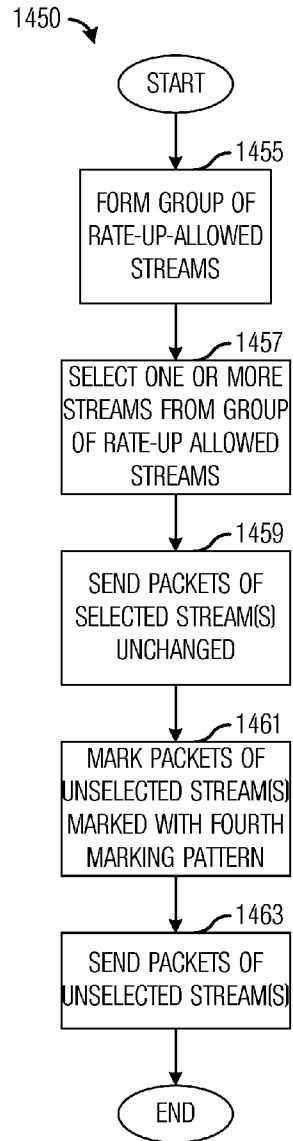 1450
START
1455
FORM GROUP OF
RATE-UP-ALLOWED
STREAMS
1457
SELECT ONE OR MORE
STREAMS FROM GROUP
OF RATE-UP ALLOWED
STREAMS
1459
SEND PACKETS OF
SELECTED STREAM(S)
UNCHANGED
1461
MARK PACKETS OF
UNSELECTED STREAM(S)
MARKED WITH FOURTH
MARKING PATTERN
1463
SEND PACKETS OF
UNSELECTED STREAM(S)
END